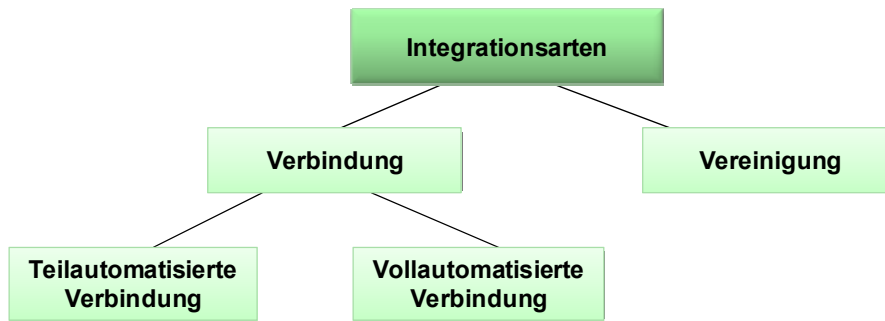 Integrationsarten
Verbindung
Vereinigung
Teilautomatisierte
Verbindung
Vollautomatisierte
Verbindung